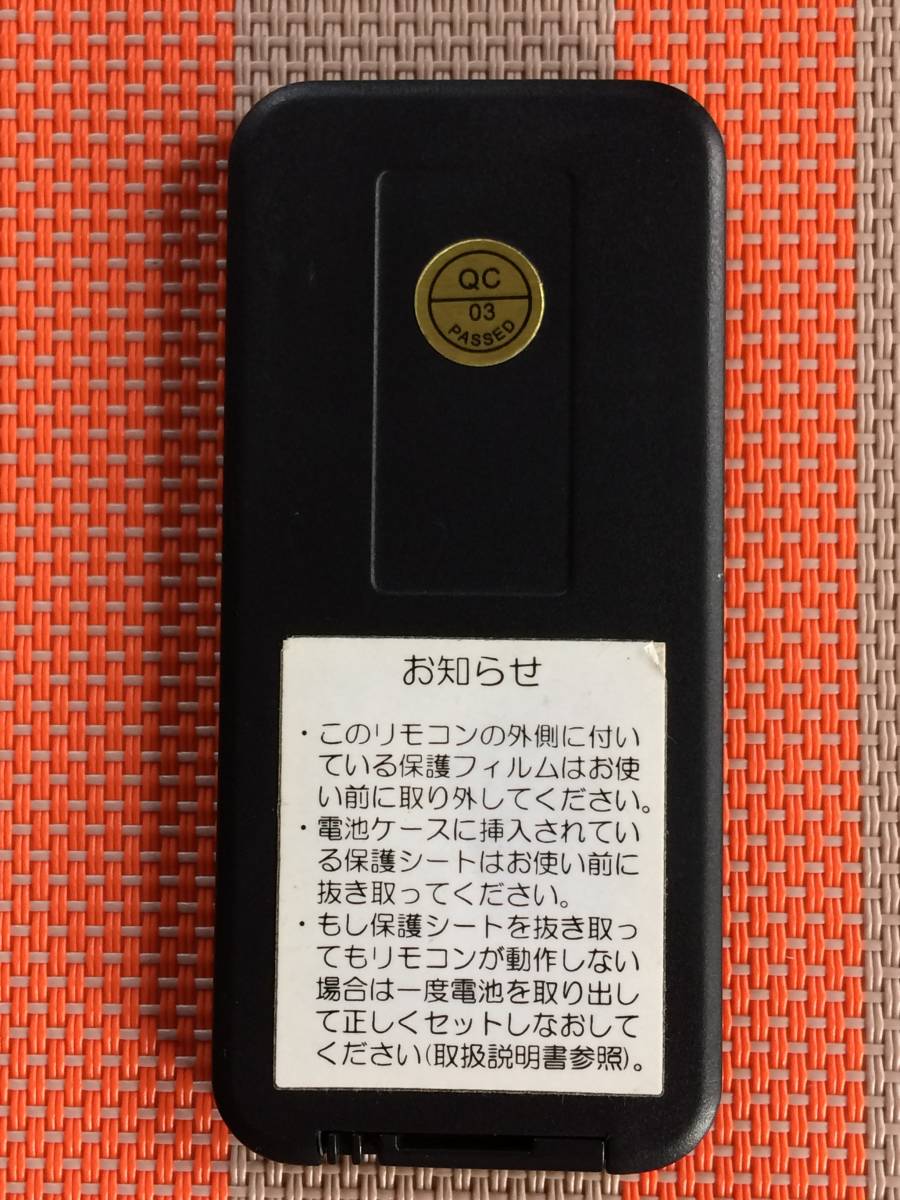 QC
03
PASSED
お知らせ
・このリモコンの外側に付い
ている保護フィルムはお使
い前に取り外してください。
・電池ケースに挿入されてい
る保護シートはお使い前に
抜き取ってください。
・もし保護シートを抜き取っ
てもリモコンが動作しない
場合は一度電池を取り出し
て正しくセットしなおして
ください(取扱説明書参照)。